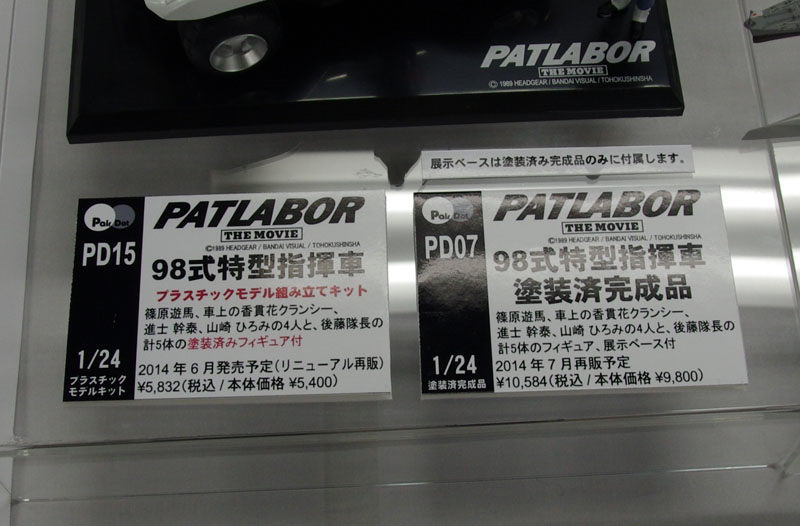 PATLABOR
THE MOVIE
© 1989 HEADGEAR / BANDAI VISUAL / TOHOKUSHINSHA
展示ベースは塗装済み完成品のみに付属します。
Pair Dot
PD15
1/24
プラスチック
モデルキット
PATLABOR
THE MOVIE
©1989 HEADGEAR / BANDAI VISUAL / TOHOKUSHINSHA
98式特型指揮車
プラスチックモデル組み立てキット
篠原遊馬、車上の香貫花クランシー、
進士 幹泰、山崎 ひろみの4人と、後藤隊長の
計5体の塗装済みフィギュア付
2014 年 6 月発売予定(リニューアル再販)
¥5,832(税込 / 本体価格 ¥5,400)
Pair Dot
PD07
1/24
塗装済完成品
PATLABOR
THE MOVIE
©1989 HEADGEAR / BANDAI VISUAL / TOHOKUSHINSHA
98式特型指揮車
塗装済完成品
篠原遊馬、車上の香貫花クランシー、
進士 幹泰、山崎 ひろみの4人と、後藤隊長の
計5体のフィギュア、展示ベース付
2014 年 7 月再販予定
¥10,584(税込 / 本体価格 ¥9,800)